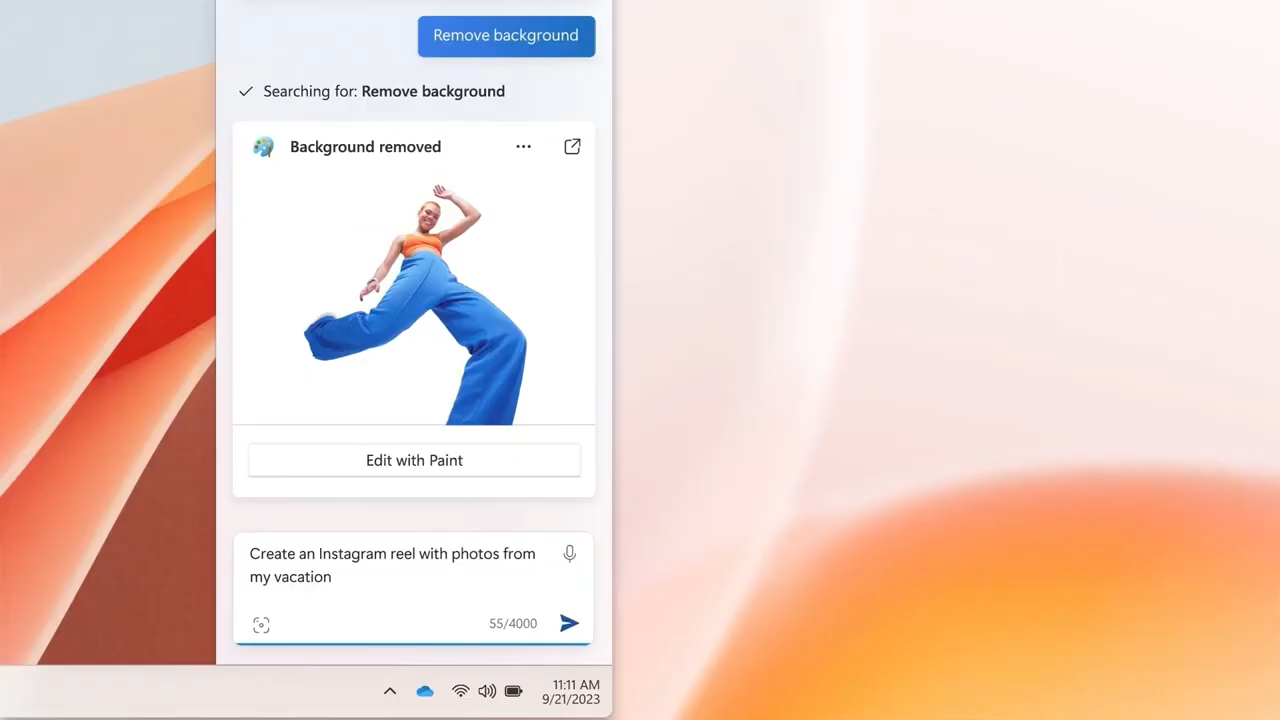 Remove background
Searching for: Remove background
Background removed
Edit with Paint
Create an Instagram reel with photos from
my vacation
55/4000
11:11 AM
9/21/2023